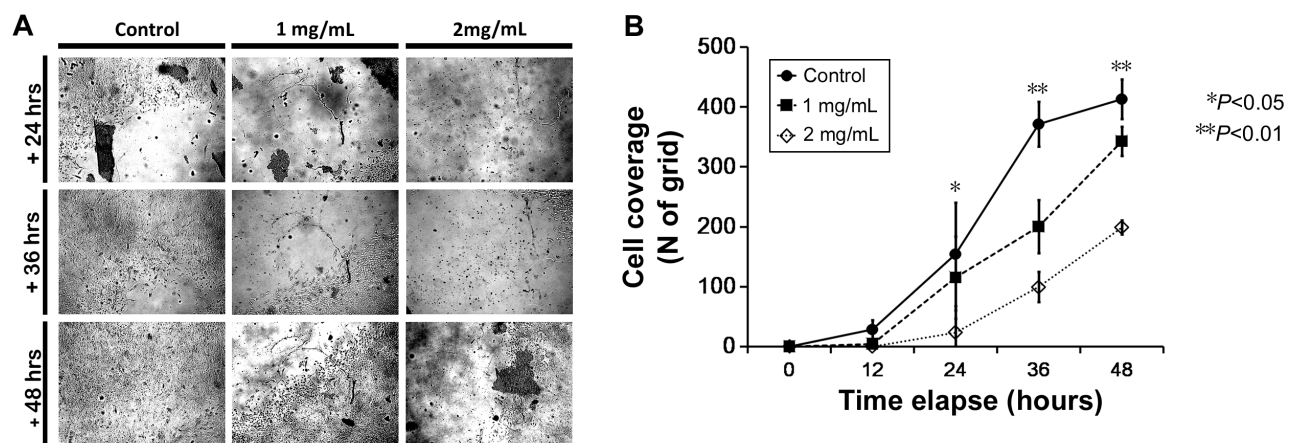 A
Control
1 mg/mL
2mg/mL
+ 24 hrs
+ 36 hrs
+ 48 hrs
B
500
400
300
200
100
0
Cell coverage
(N of grid)
Control
1 mg/mL
2 mg/mL
*
**
**
*P<0.05
**P<0.01
0 12 24 36 48
Time elapse (hours)